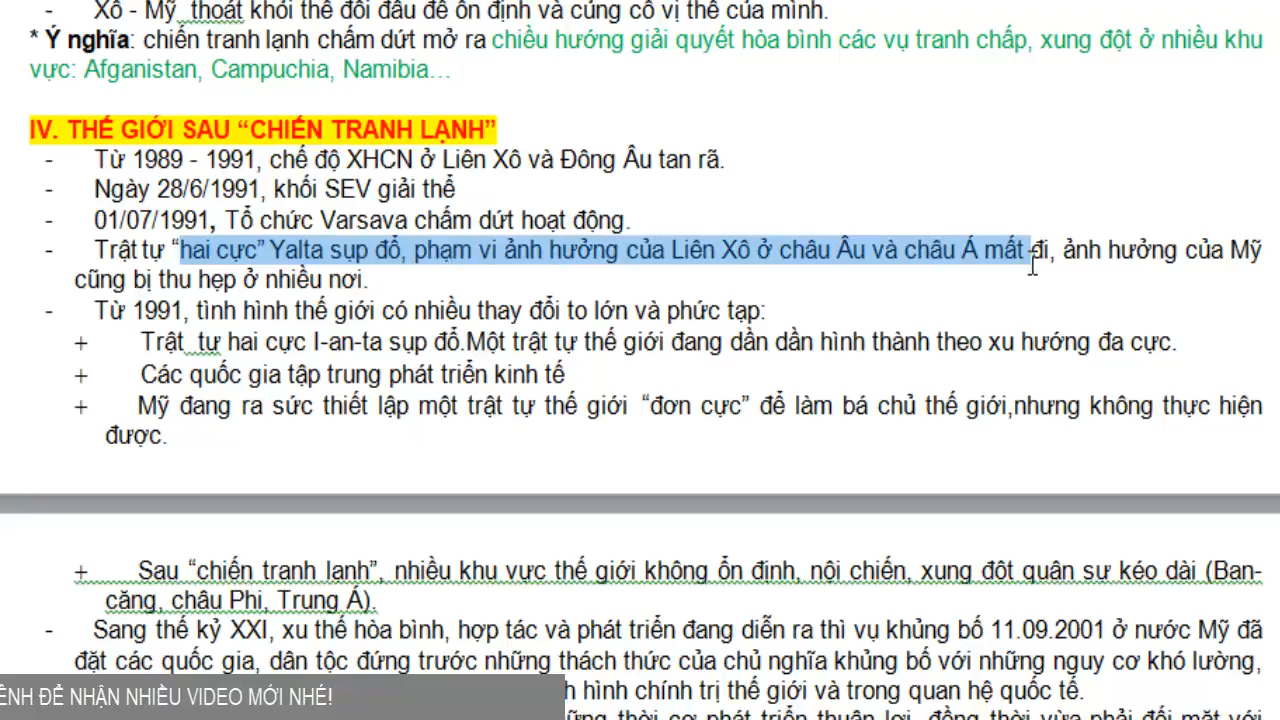 - Xô - Mỹ thoát khỏi thế đối đầu để ổn định và củng cố vị thế của mình.
* Ý nghĩa: chiến tranh lạnh chấm dứt mở ra chiều hướng giải quyết hòa bình các vụ tranh chấp, xung đột ở nhiều khu
vực: Afganistan, Campuchia, Namibia...
IV. THẾ GIỚI SAU “CHIẾN TRANH LẠNH”
- Từ 1989 - 1991, chế độ XHCN ở Liên Xô và Đông Âu tan rã.
- Ngày 28/6/1991, khối SEV giải thể
- 01/07/1991, Tổ chức Varsava chấm dứt hoạt động.
- Trật tự “hai cực” Yalta sụp đổ, phạm vi ảnh hưởng của Liên Xô ở châu Âu và châu Á mất đi, ảnh hưởng của Mỹ
cũng bị thu hẹp ở nhiều nơi.
- Từ 1991, tình hình thế giới có nhiều thay đổi to lớn và phức tạp:
+ Trật tự hai cực I-an-ta sụp đổ.Một trật tự thế giới đang dần dần hình thành theo xu hướng đa cực.
+ Các quốc gia tập trung phát triển kinh tế
+ Mỹ đang ra sức thiết lập một trật tự thế giới “đơn cực” để làm bá chủ thế giới,nhưng không thực hiện
được.
+ Sau “chiến tranh lạnh”, nhiều khu vực thế giới không ổn định, nội chiến, xung đột quân sự kéo dài (Ban-
căng, châu Phi, Trung Á).
- Sang thế kỷ XXI, xu thế hòa bình, hợp tác và phát triển đang diễn ra thì vụ khủng bố 11.09.2001 ở nước Mỹ đã
đặt các quốc gia, dân tộc đứng trước những thách thức của chủ nghĩa khủng bố với những nguy cơ khó lường,
hình chính trị thế giới và trong quan hệ quốc tế.
ÊNH ĐỂ NHẬN NHIỀU VIDEO MỚI NHÉ!
thời cơ phát triển thuận lợi, đồng thời vừa phải đối mặt với